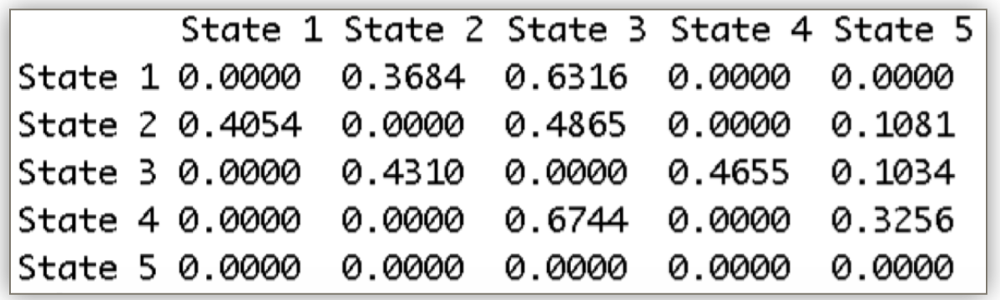 State 1 State 2 State 3 State 4 State 5
State 1 0.0000 0.3684 0.6316 0.0000 0.0000
State 2 0.4054 0.0000 0.4865 0.0000 0.1081
State 3 0.0000 0.4310 0.0000 0.4655 0.1034
State 4 0.0000 0.0000 0.6744 0.0000 0.3256
State 5 0.0000 0.0000 0.0000 0.0000 0.0000